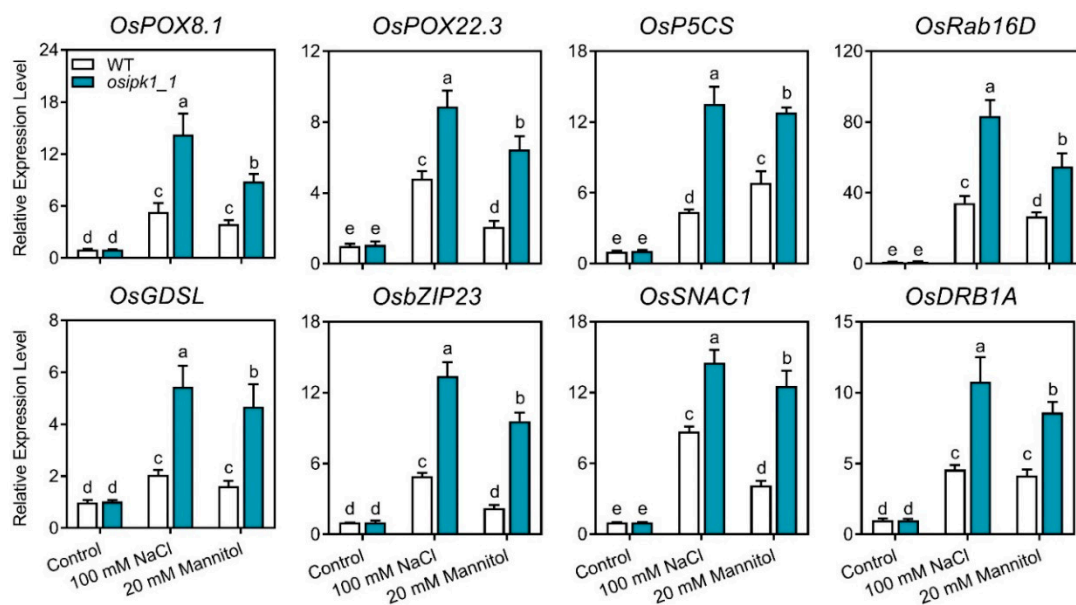 OsPOX8.1
OsPOX22.3
OsP5CS
OsRab16D
Relative Expression Level
24
18
12
6
0
WT
osipk1_1
d d c a c b
12
8
4
0
e e c a d b
18
12
6
0
e e d a c b
120
80
40
0
e e c a d b
OsGDSL
OsbZIP23
OsSNAC1
OsDRB1A
Relative Expression Level
8
6
4
2
0
d d c a c b
18
12
6
0
d d c a d b
18
12
6
0
e e c a d b
15
10
5
0
d d c a c b
Control
100 mM NaCl
20 mM Mannitol
Control
100 mM NaCl
20 mM Mannitol
Control
100 mM NaCl
20 mM Mannitol
Control
100 mM NaCl
20 mM Mannitol